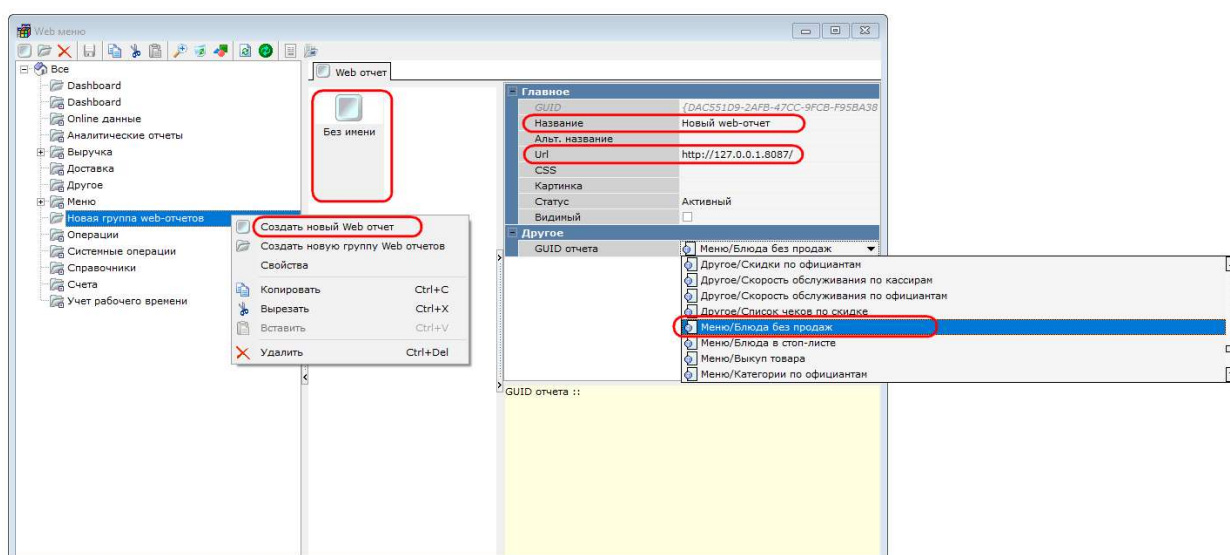 Web меню
Все
Dashboard
Dashboard
Online данные
Аналитические отчеты
Выручка
Доставка
Другое
Меню
Новая группа web-отчетов
Операции
Системные операции
Справочники
Счета
Учет рабочего времени
Создать новый Web отчет
Создать новую группу Web отчетов
Свойства
Копировать Ctrl+C
Вырезать Ctrl+X
Вставить Ctrl+V
Удалить Ctrl+Del
Web отчет
Без имени
Главное
GUID {DAC551D9-2AFB-47CC-9FCB-F95BA38
Название Новый web-отчет
Альт. название
Url http://127.0.0.1.8087/
CSS
Картинка
Статус Активный
Видимый
Другое
GUID отчета Меню/Блюда без продаж
Другое/Скидки по официантам
Другое/Скорость обслуживания по кассирам
Другое/Скорость обслуживания по официантам
Другое/Список чеков по скидке
Меню/Блюда без продаж
Меню/Блюда в стоп-листе
Меню/Выкуп товара
Меню/Категории по официантам
GUID отчета ::